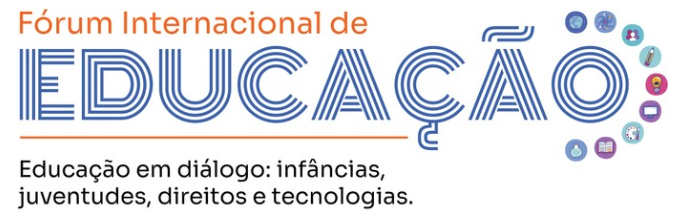 Fórum Internacional de
EDUCAÇÃO
Educação em diálogo: infâncias,
juventudes, direitos e tecnologias.